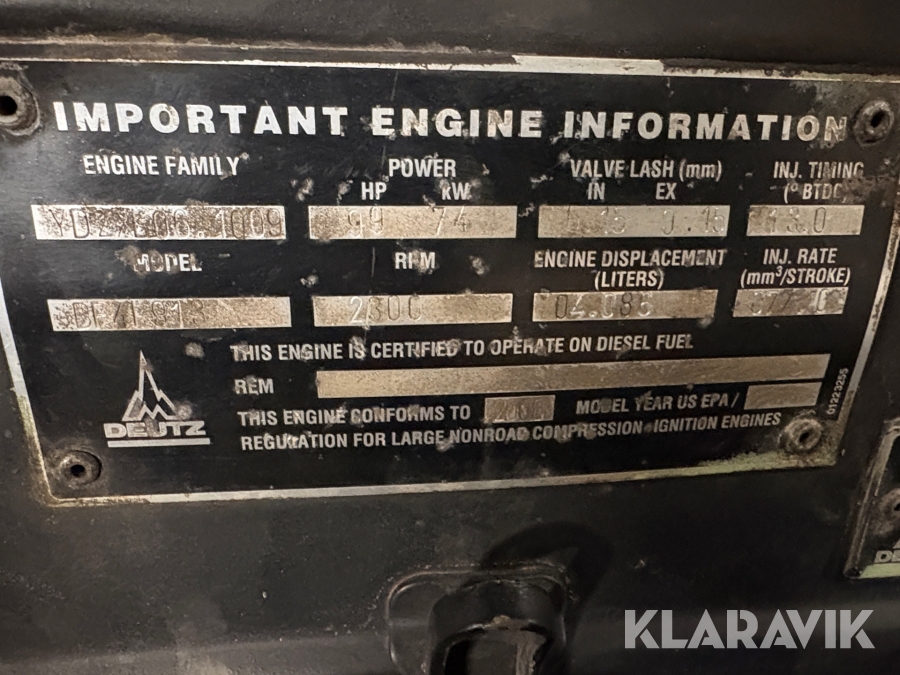 IMPORTANT ENGINE INFORMATION
ENGINE FAMILY POWER VALVE LASH (mm) INJ. TIMING
HP kW IN EX (° BTDC)
99 74
MODEL RPM ENGINE DISPLACEMENT INJ. RATE
(LITERS) (mm³/STROKE)
THIS ENGINE IS CERTIFIED TO OPERATE ON DIESEL FUEL
REM
THIS ENGINE CONFORMS TO MODEL YEAR US EPA /
REGULATION FOR LARGE NONROAD COMPRESSION-IGNITION ENGINES
DEUTZ
01223255
KLARAVIK